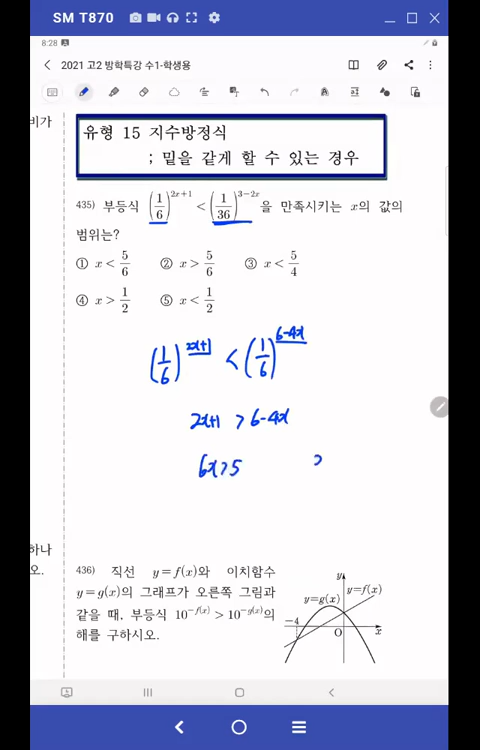 SM T870
8:28
2021 고2 방학특강 수1-학생용
비가
유형 15 지수방정식
; 밑을 같게 할 수 있는 경우
435) 부등식 (1/6)^{2x+1} < (1/36)^{3-2x} 을 만족시키는 x의 값의
범위는?
① x < 5/6 ② x > 5/6 ③ x < 5/4
④ x > 1/2 ⑤ x < 1/2
(1/6)^{2x+1} < (1/6)^{6-4x}
2x+1 > 6-4x
6x>5
하나
오.
436) 직선 y=f(x)와 이차함수
y=g(x)의 그래프가 오른쪽 그림과
같을 때, 부등식 10^{-f(x)} > 10^{-g(x)}의
해를 구하시오.
y
y=f(x)
y=g(x)
-4
O
x